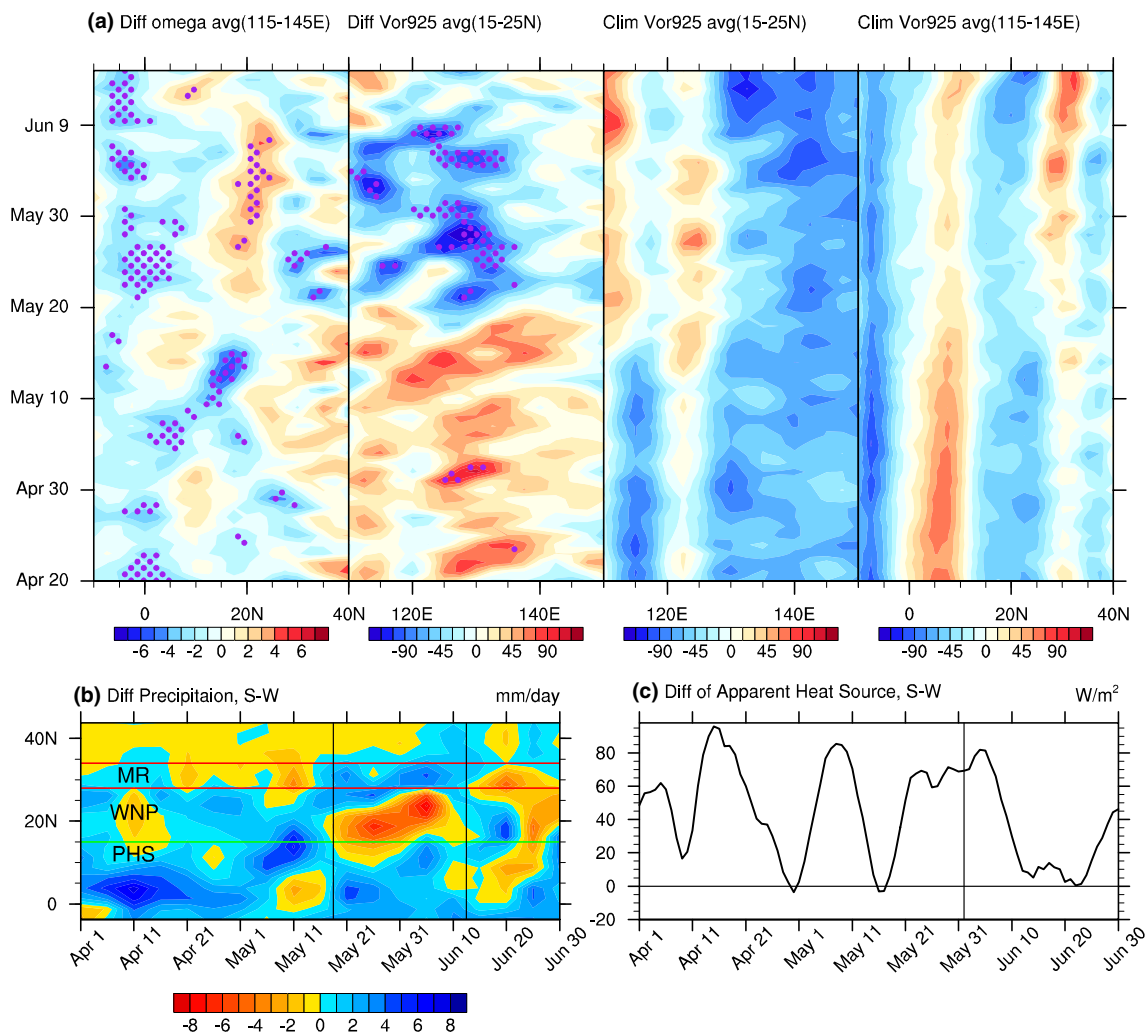 (a) Diff omega avg(115-145E) Diff Vor925 avg(15-25N) Clim Vor925 avg(15-25N) Clim Vor925 avg(115-145E)
Jun 9
May 30
May 20
May 10
Apr 30
Apr 20
0 20N 40N 120E 140E 120E 140E 0 20N 40N
-6 -4 -2 0 2 4 6 -90 -45 0 45 90 -90 -45 0 45 90 -90 -45 0 45 90
(b) Diff Precipitaion, S-W mm/day
40N
MR
WNP
20N
PHS
0
Apr 1 Apr 11 Apr 21 May 1 May 11 May 21 May 31 Jun 10 Jun 20 Jun 30
-8 -6 -4 -2 0 2 4 6 8
(c) Diff of Apparent Heat Source, S-W W/m²
80
60
40
20
0
-20
Apr 1 Apr 11 Apr 21 May 1 May 11 May 21 May 31 Jun 10 Jun 20 Jun 30